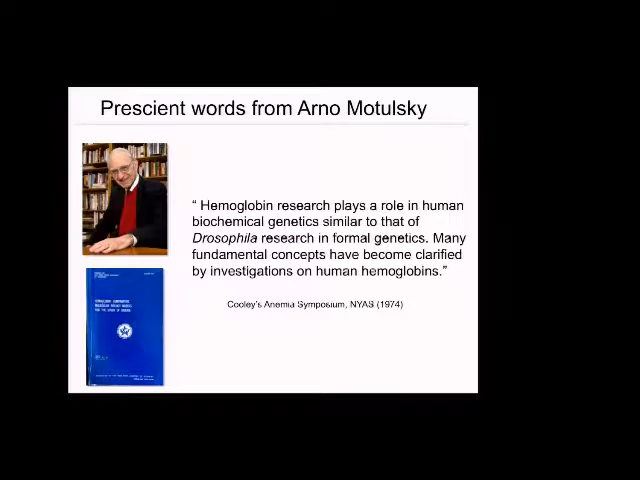 Prescient words from Arno Motulsky
“ Hemoglobin research plays a role in human
biochemical genetics similar to that of
Drosophila research in formal genetics. Many
fundamental concepts have become clarified
by investigations on human hemoglobins.”
Cooley's Anemia Symposium, NYAS (1974)